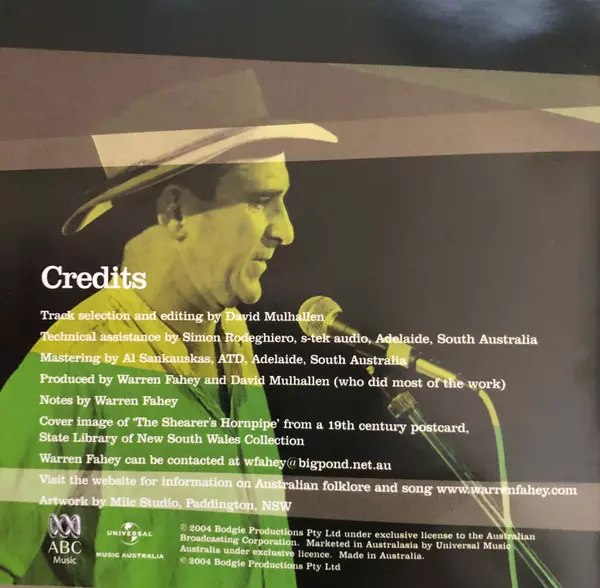 Credits
Track selection and editing by David Mulhallen
Technical assistance by Simon Rodeghiero, s-tek audio, Adelaide, South Australia
Mastering by Al Sankauskas, ATD, Adelaide, South Australia
Produced by Warren Fahey and David Mulhallen (who did most of the work)
Notes by Warren Fahey
Cover image of ‘The Shearer's Hornpipe’ from a 19th century postcard,
State Library of New South Wales Collection
Warren Fahey can be contacted at wfahey@bigpond.net.au
Visit the website for information on Australian folklore and song www.warrenfahey.com
Artwork by Miic Studio, Paddington, NSW
ABC
Music
UNIVERSAL
MUSIC AUSTRALIA
℗ 2004 Bodgie Productions Pty Ltd under exclusive license to the Australian
Broadcasting Corporation. Marketed in Australasia by Universal Music
Australia under exclusive licence. Made in Australia.
© 2004 Bodgie Productions Pty Ltd